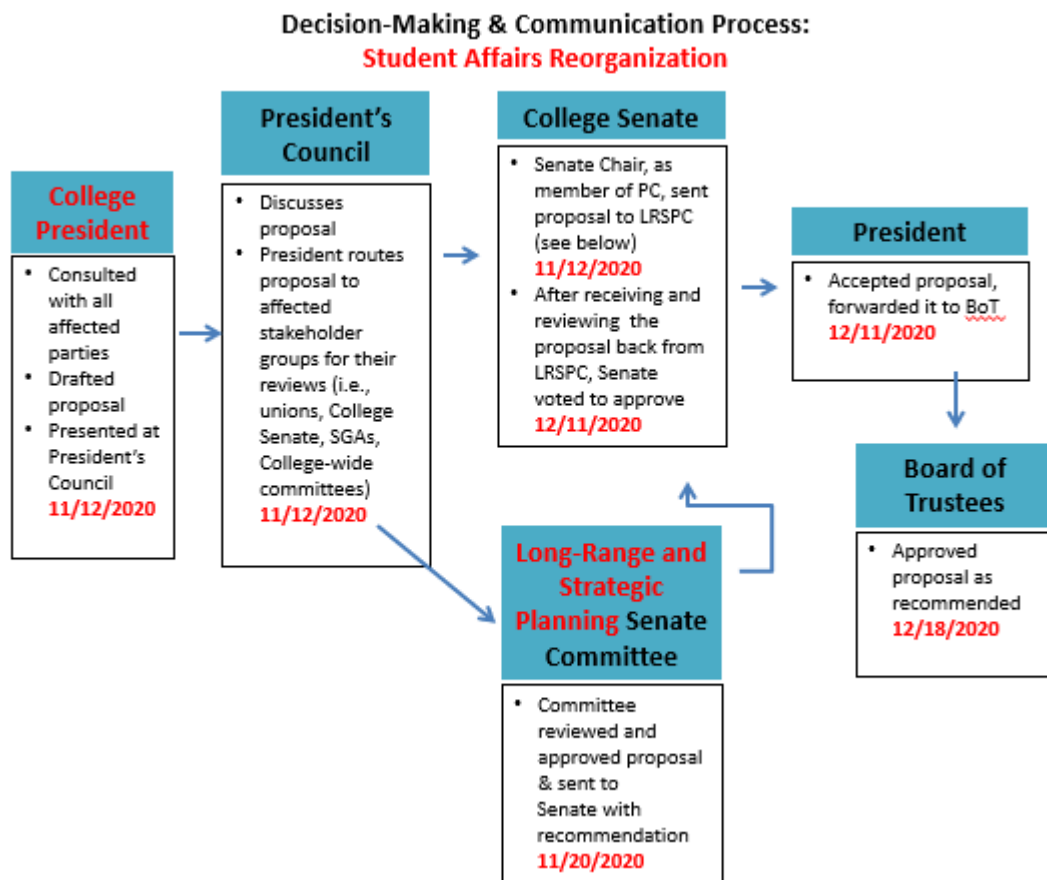 Decision-Making & Communication Process:
Student Affairs Reorganization
College
President
• Consulted
with all
affected
parties
• Drafted
proposal
• Presented at
President's
Council
11/12/2020
President's
Council
• Discusses
proposal
• President routes
proposal to
affected
stakeholder
groups for their
reviews (i.e.,
unions, College
Senate, SGAs,
College-wide
committees)
11/12/2020
College Senate
• Senate Chair, as
member of PC, sent
proposal to LRSPC
(see below)
11/12/2020
• After receiving and
reviewing the
proposal back from
LRSPC, Senate
voted to approve
12/11/2020
Long-Range and
Strategic
Planning Senate
Committee
• Committee
reviewed and
approved proposal
& sent to
Senate with
recommendation
11/20/2020
President
• Accepted proposal,
forwarded it to BoT
12/11/2020
Board of
Trustees
• Approved
proposal as
recommended
12/18/2020